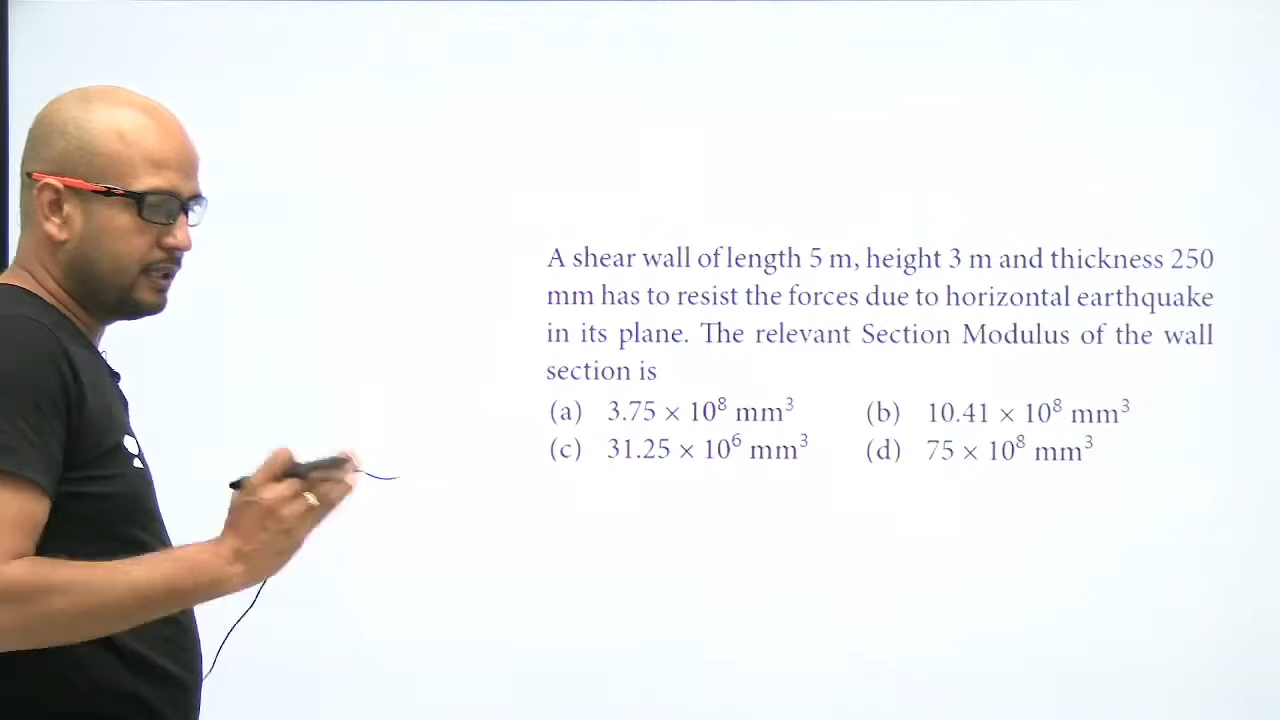 A shear wall of length 5 m, height 3 m and thickness 250
mm has to resist the forces due to horizontal earthquake
in its plane. The relevant Section Modulus of the wall
section is
(a) 3.75 × 10⁸ mm³ (b) 10.41 × 10⁸ mm³
(c) 31.25 × 10⁶ mm³ (d) 75 × 10⁸ mm³